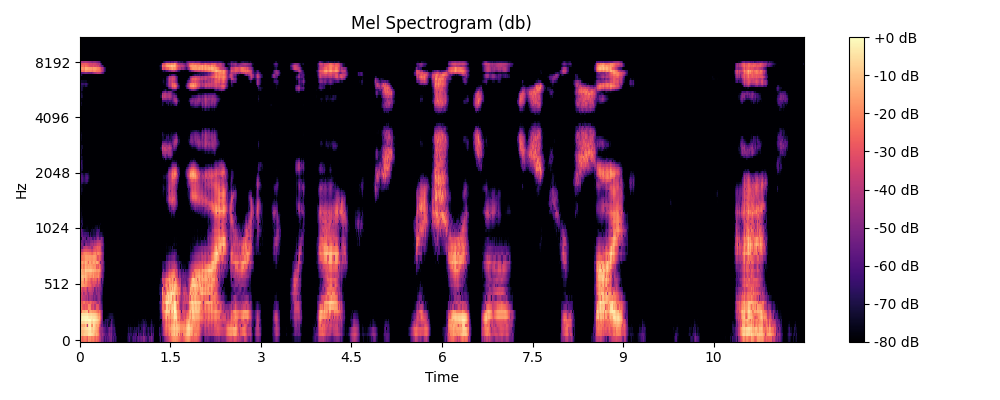 Mel Spectrogram (db)
Hz
8192
4096
2048
1024
512
0
0 1.5 3 4.5 6 7.5 9 10
Time
+0 dB
-10 dB
-20 dB
-30 dB
-40 dB
-50 dB
-60 dB
-70 dB
-80 dB